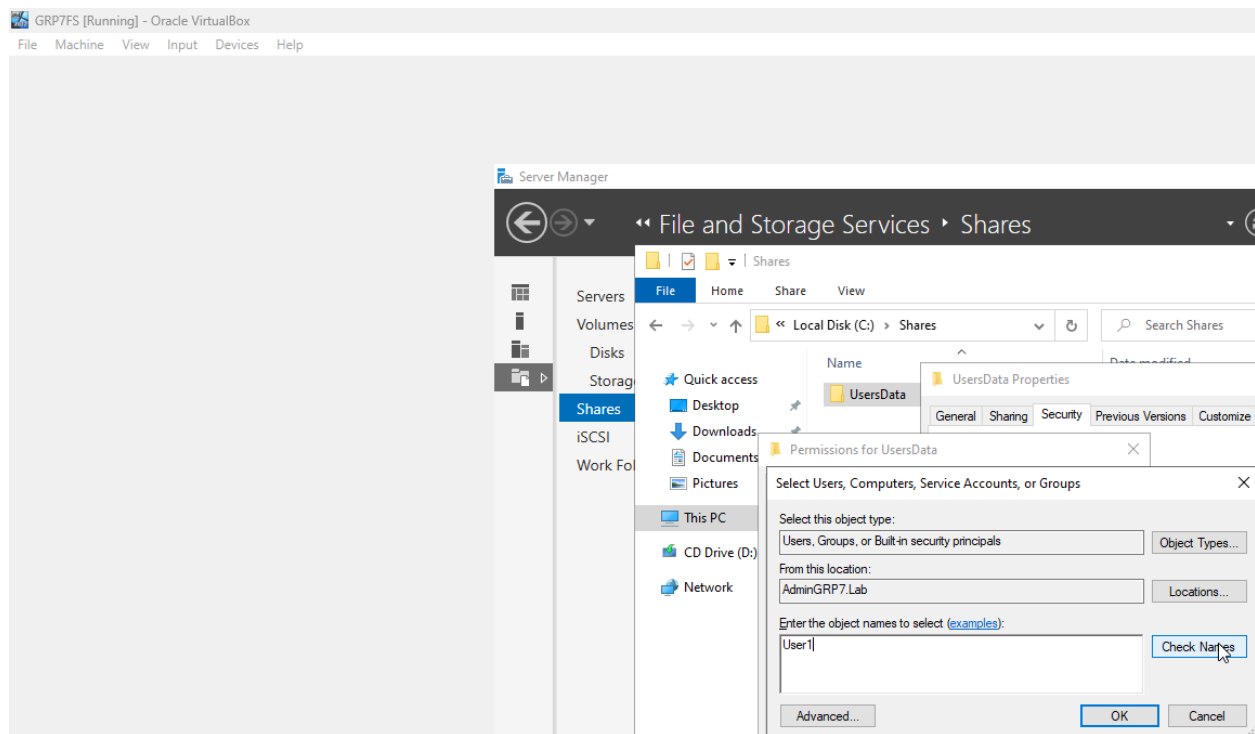 GRP7FS [Running] - Oracle VirtualBox
File Machine View Input Devices Help
Server Manager
File and Storage Services Shares
Shares
File Home Share View
Servers
Volumes
Disks
Storag
Shares
iSCSI
Work Fol
Local Disk (C:) Shares
Search Shares
Name
Date modified
Quick access
Desktop
Downloads
Documents
Pictures
This PC
CD Drive (D:)
Network
UsersData
UsersData Properties
General Sharing Security Previous Versions Customize
Permissions for UsersData
Select Users, Computers, Service Accounts, or Groups
Select this object type:
Users, Groups, or Built-in security principals
Object Types...
From this location:
AdminGRP7.Lab
Locations...
Enter the object names to select (examples):
User1
Check Names
Advanced...
OK
Cancel